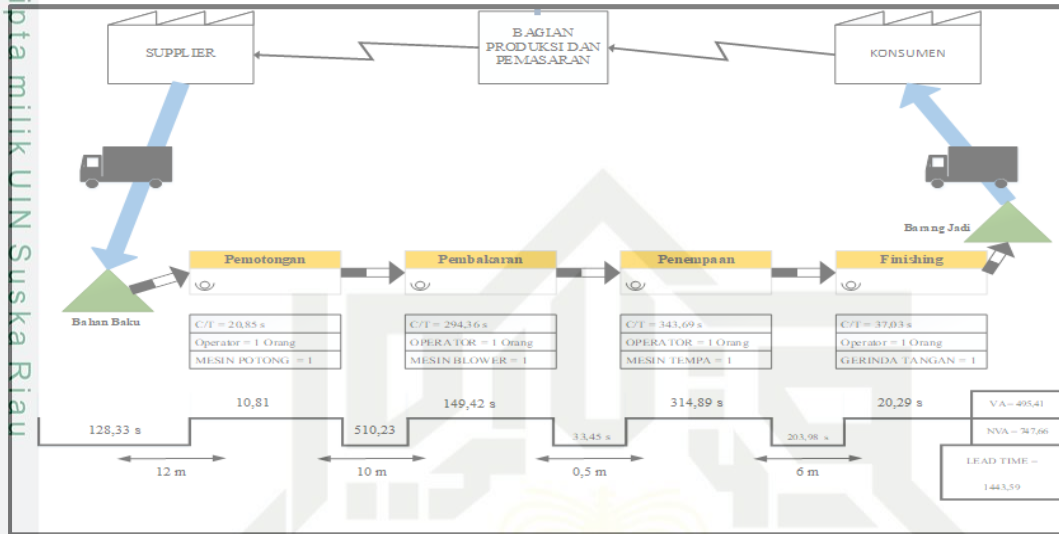 ipta milik UIN Suska Riau
SUPPLIER
BAGIAN
PRODUKSI DAN
PEMASARAN
KONSUMEN
Barang Jadi
Bahan Baku
Pemotongan
C/T = 20,85 s
Operator = 1 Orang
MESIN POTONG = 1
Pembakaran
C/T = 294,36 s
OPERATOR = 1 Orang
MESIN BLOWER = 1
Penempaan
C/T = 343,69 s
OPERATOR = 1 Orang
MESIN TEMPA = 1
Finishing
C/T = 37,03 s
Operator = 1 Orang
GERINDA TANGAN = 1
128,33 s
10,81
510,23
149,42 s
33,45 s
314,89 s
203,98 s
20,29 s
12 m
10 m
0,5 m
6 m
VA = 495,41
NVA = 747,66
LEAD TIME =
1443,59